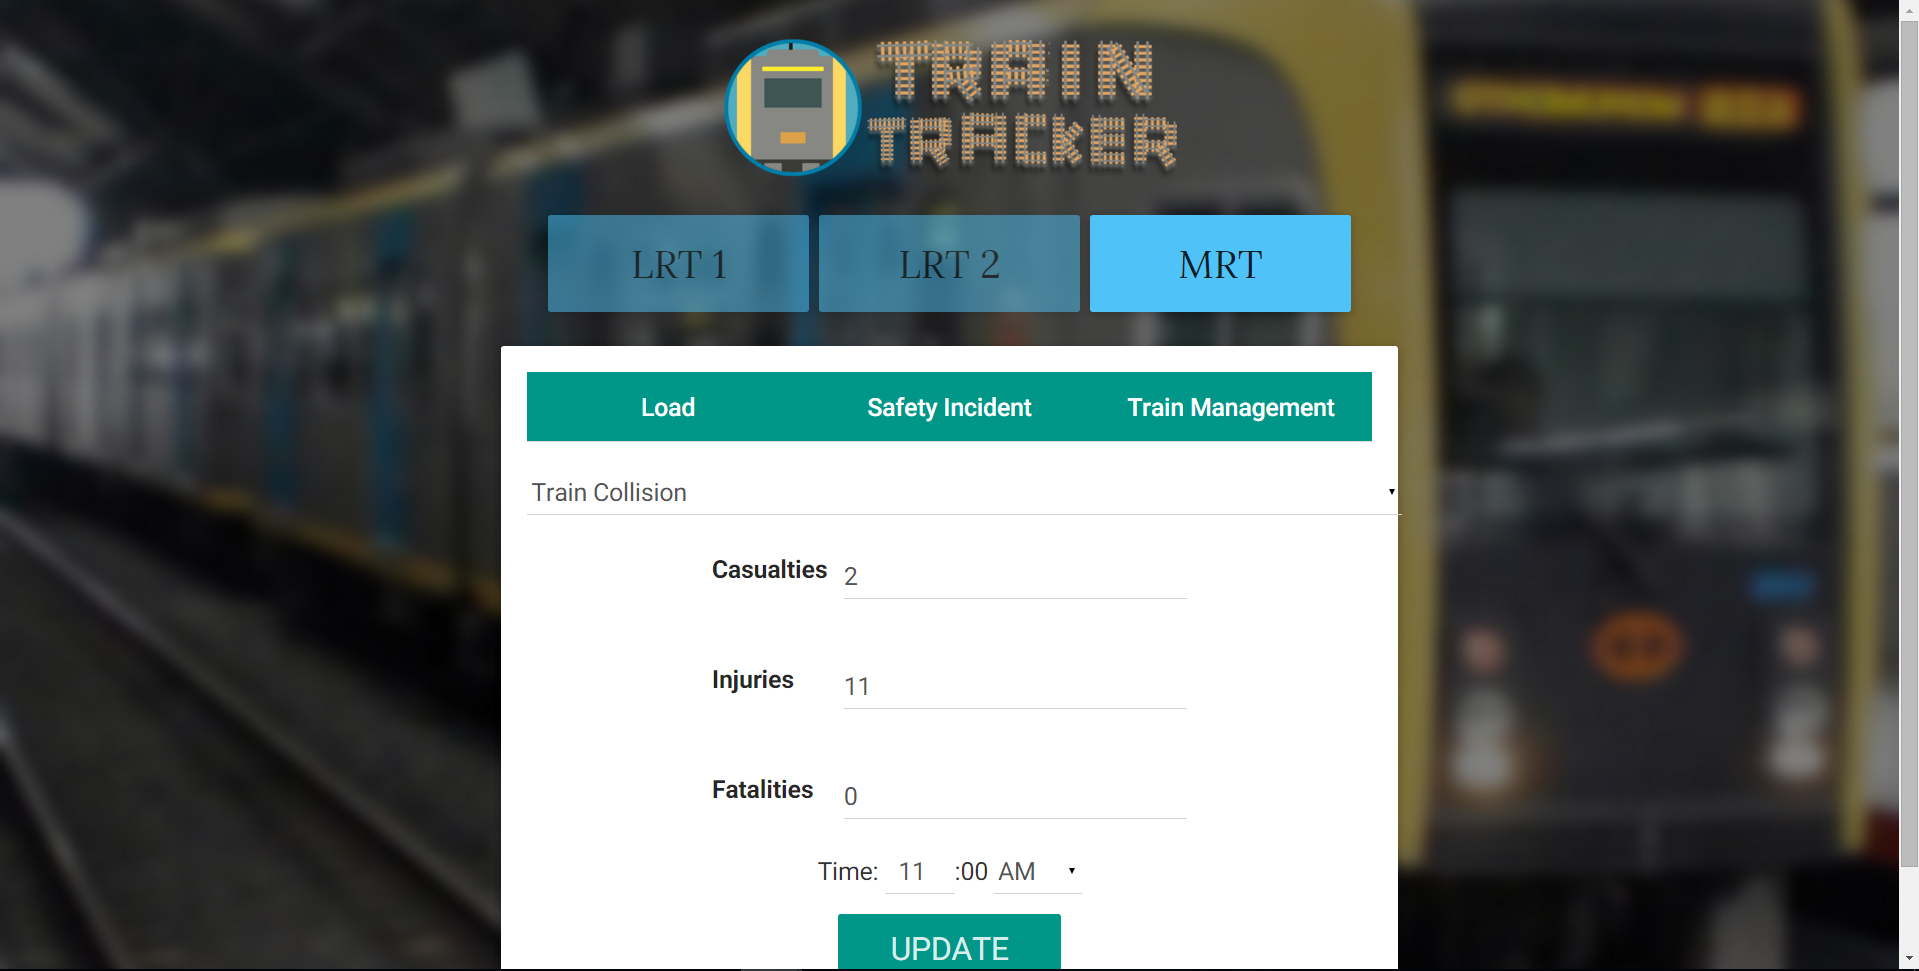 TRAIN
TRACKER
LRT 1 LRT 2 MRT
Load Safety Incident Train Management
Train Collision
Casualties 2
Injuries 11
Fatalities 0
Time: 11 :00 AM
UPDATE